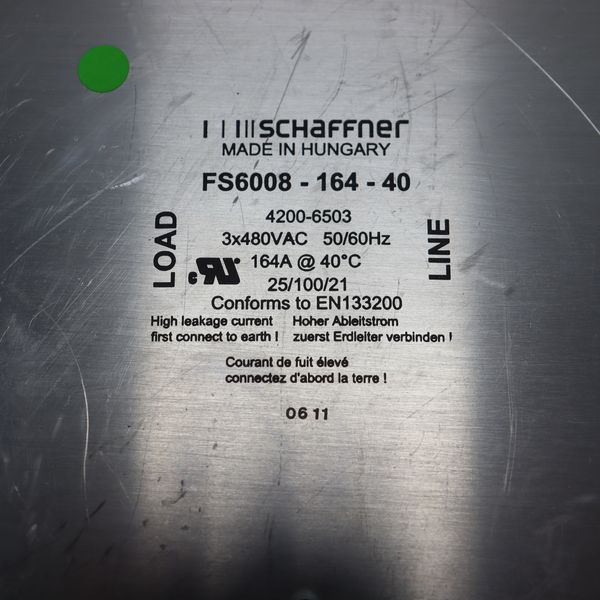 SCHAFFNER
MADE IN HUNGARY
FS6008 - 164 - 40
4200-6503
3x480VAC 50/60Hz
164A @ 40°C
25/100/21
Conforms to EN133200
LOAD
LINE
c RU
High leakage current
first connect to earth !
Hoher Ableitstrom
zuerst Erdleiter verbinden !
Courant de fuit élevé
connectez d'abord la terre !
06 11